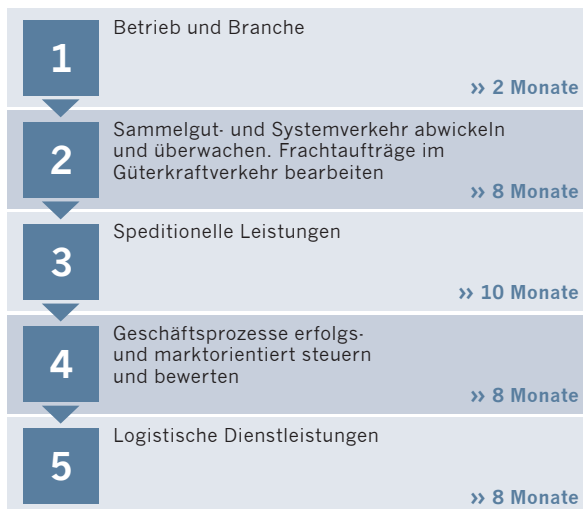 1
Betrieb und Branche
›› 2 Monate
2
Sammelgut- und Systemverkehr abwickeln
und überwachen. Frachtaufträge im
Güterkraftverkehr bearbeiten
›› 8 Monate
3
Speditionelle Leistungen
›› 10 Monate
4
Geschäftsprozesse erfolgs-
und marktorientiert steuern
und bewerten
›› 8 Monate
5
Logistische Dienstleistungen
›› 8 Monate